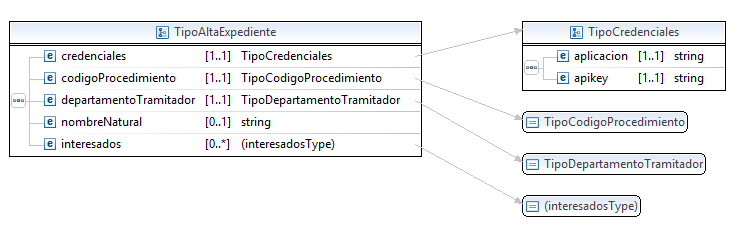 TipoAltaExpediente
e credenciales [1..1] TipoCredenciales
e codigoProcedimiento [1..1] TipoCodigoProcedimiento
e departamentoTramitador [1..1] TipoDepartamentoTramitador
e nombreNatural [0..1] string
e interesados [0..*] (interesadosType)
TipoCredenciales
e aplicacion [1..1] string
e apikey [1..1] string
TipoCodigoProcedimiento
TipoDepartamentoTramitador
(interesadosType)